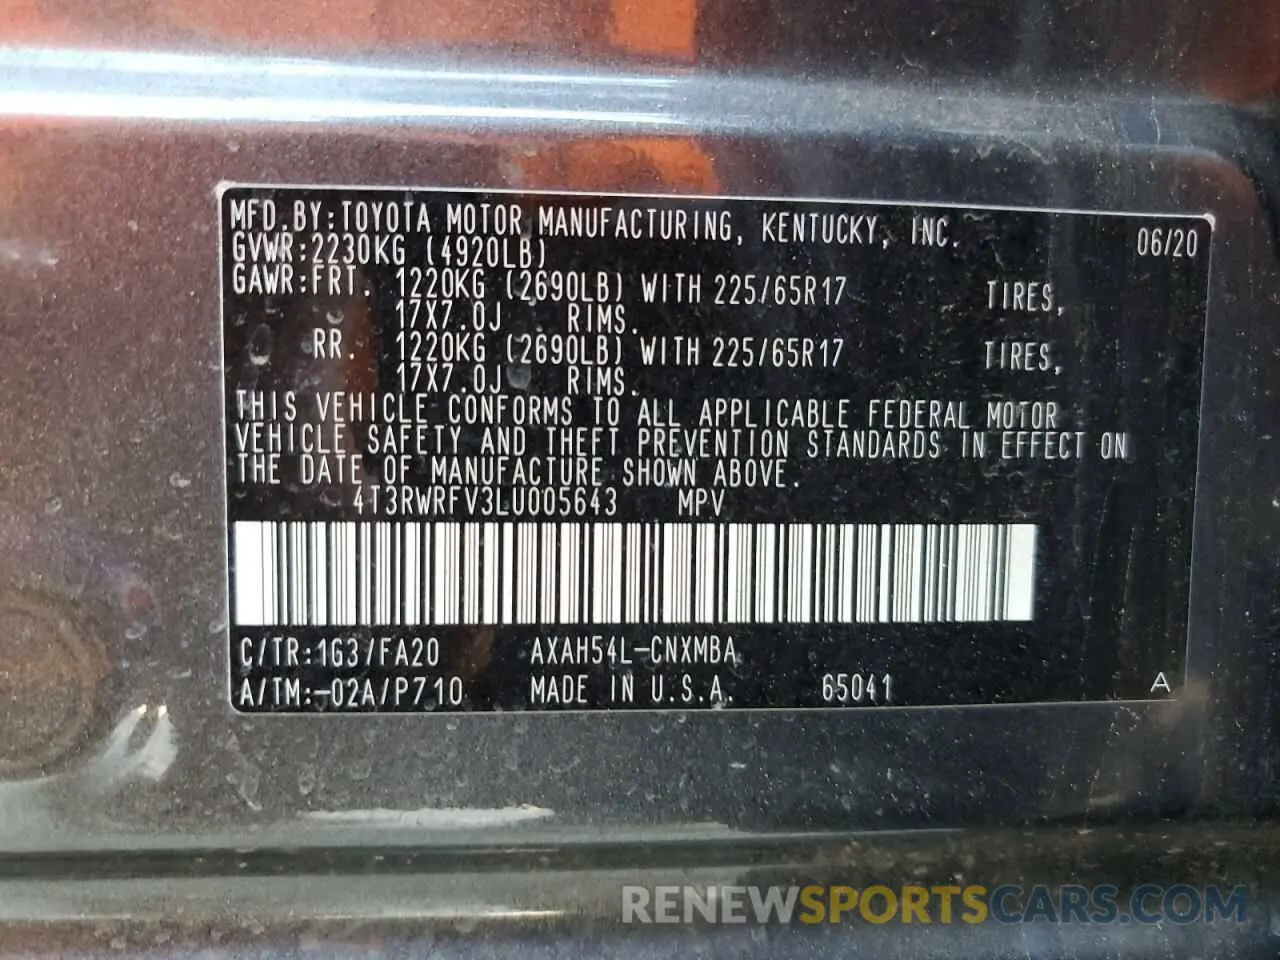 MFD.BY:TOYOTA MOTOR MANUFACTURING, KENTUCKY, INC. 06/20
GVWR:2230KG (4920LB)
GAWR:FRT. 1220KG (2690LB) WITH 225/65R17 TIRES,
17X7.0J RIMS.
RR. 1220KG (2690LB) WITH 225/65R17 TIRES,
17X7.0J RIMS.
THIS VEHICLE CONFORMS TO ALL APPLICABLE FEDERAL MOTOR
VEHICLE SAFETY AND THEFT PREVENTION STANDARDS IN EFFECT ON
THE DATE OF MANUFACTURE SHOWN ABOVE.
4T3RWRFV3LU005643 MPV
C/TR:1G3/FA20 AXAH54L-CNXMBA
A/TM:-02A/P710 MADE IN U.S.A. 65041 A
RENEWSPORTSCARS.COM